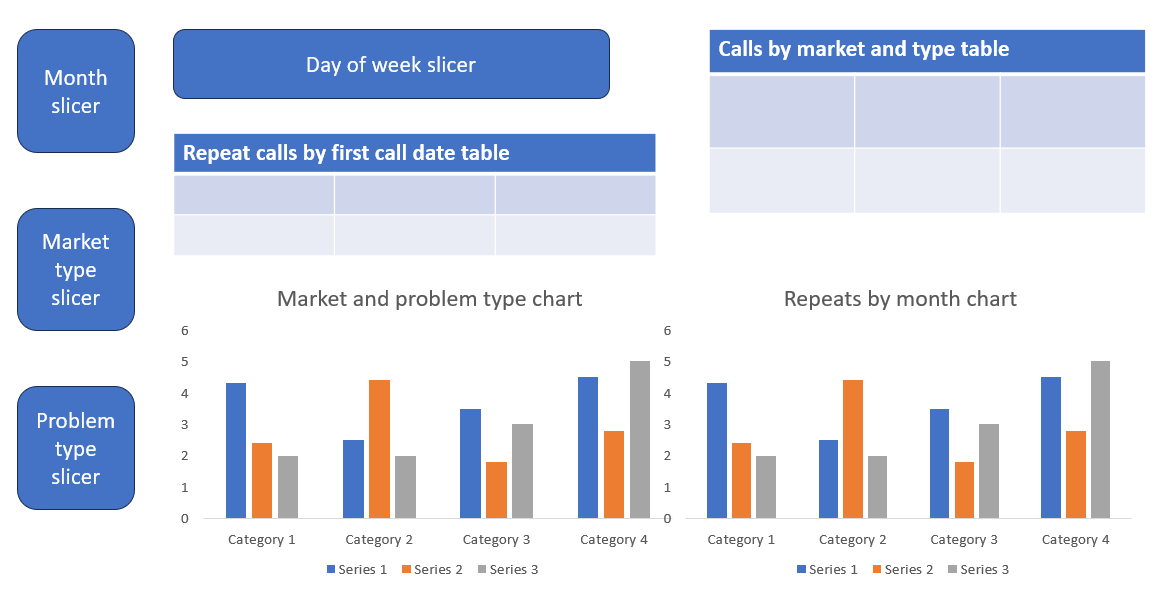 Month
slicer
Day of week slicer
Calls by market and type table
Repeat calls by first call date table
Market
type
slicer
Problem
type
slicer
Market and problem type chart
6
5
4
3
2
1
0
Category 1
Category 2
Category 3
Category 4
Series 1
Series 2
Series 3
Repeats by month chart
6
5
4
3
2
1
0
Category 1
Category 2
Category 3
Category 4
Series 1
Series 2
Series 3